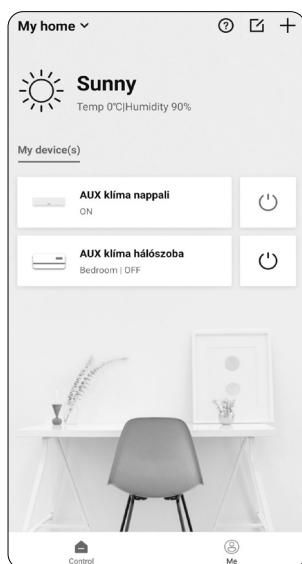 My home
Sunny
Temp 0°C|Humidity 90%
My device(s)
AUX klíma nappali
ON
AUX klíma hálószoba
Bedroom | OFF
Control
Me